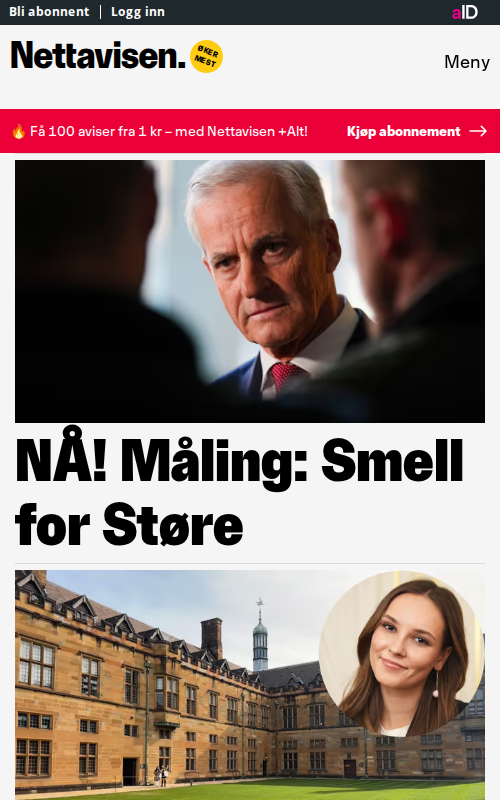 Bli abonnent | Logg inn
aID
Nettavisen.
ØKER
MEST
Meny
🔥 Få 100 aviser fra 1 kr – med Nettavisen +Alt!
Kjøp abonnement →
NÅ! Måling: Smell
for Støre